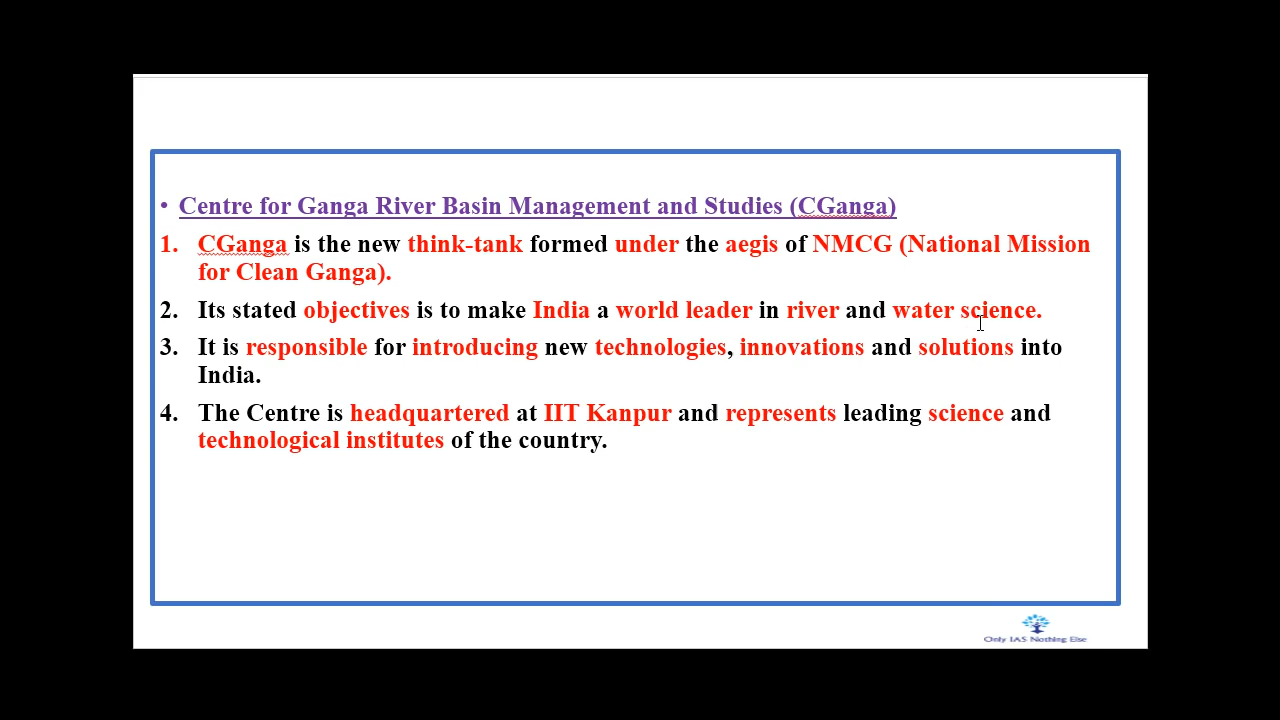 • Centre for Ganga River Basin Management and Studies (CGanga)
1. CGanga is the new think-tank formed under the aegis of NMCG (National Mission
for Clean Ganga).
2. Its stated objectives is to make India a world leader in river and water science.
3. It is responsible for introducing new technologies, innovations and solutions into
India.
4. The Centre is headquartered at IIT Kanpur and represents leading science and
technological institutes of the country.
Only IAS Nothing Else